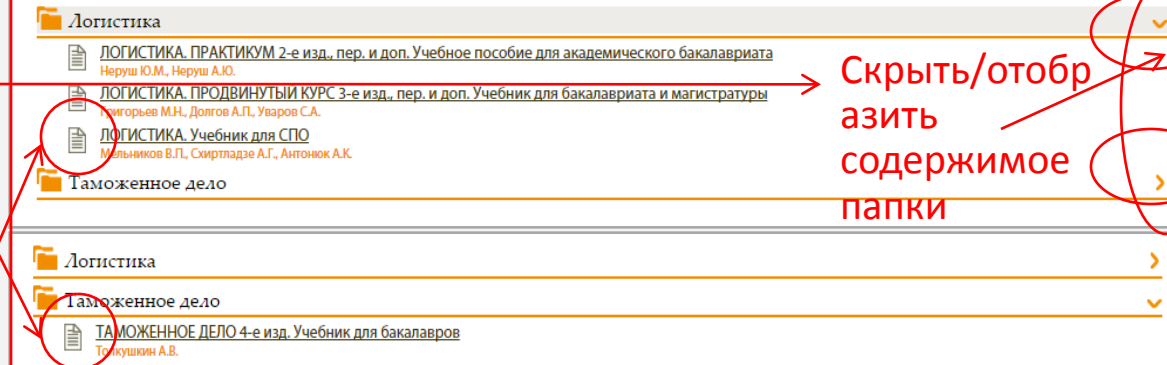 Логистика
ЛОГИСТИКА. ПРАКТИКУМ 2-е изд., пер. и доп. Учебное пособие для академического бакалавриата
Неруш Ю.М., Неруш А.Ю.
ЛОГИСТИКА. ПРОДВИНУТЫЙ КУРС 3-е изд., пер. и доп. Учебник для бакалавриата и магистратуры
Григорьев М.Н., Долгов А.П., Уваров С.А.
ЛОГИСТИКА. Учебник для СПО
Мельников В.П., Схиртладзе А.Г., Антонюк А.К.
Таможенное дело
Скрыть/отобр
азить
содержимое
папки
Логистика
Таможенное дело
ТАМОЖЕННОЕ ДЕЛО 4-е изд. Учебник для бакалавров
Толкушкин А.В.